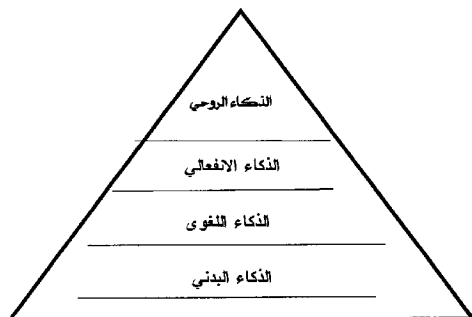 الذكاء الروحي
الذكاء الانفعالي
الذكاء اللغوى
الذكاء البدني